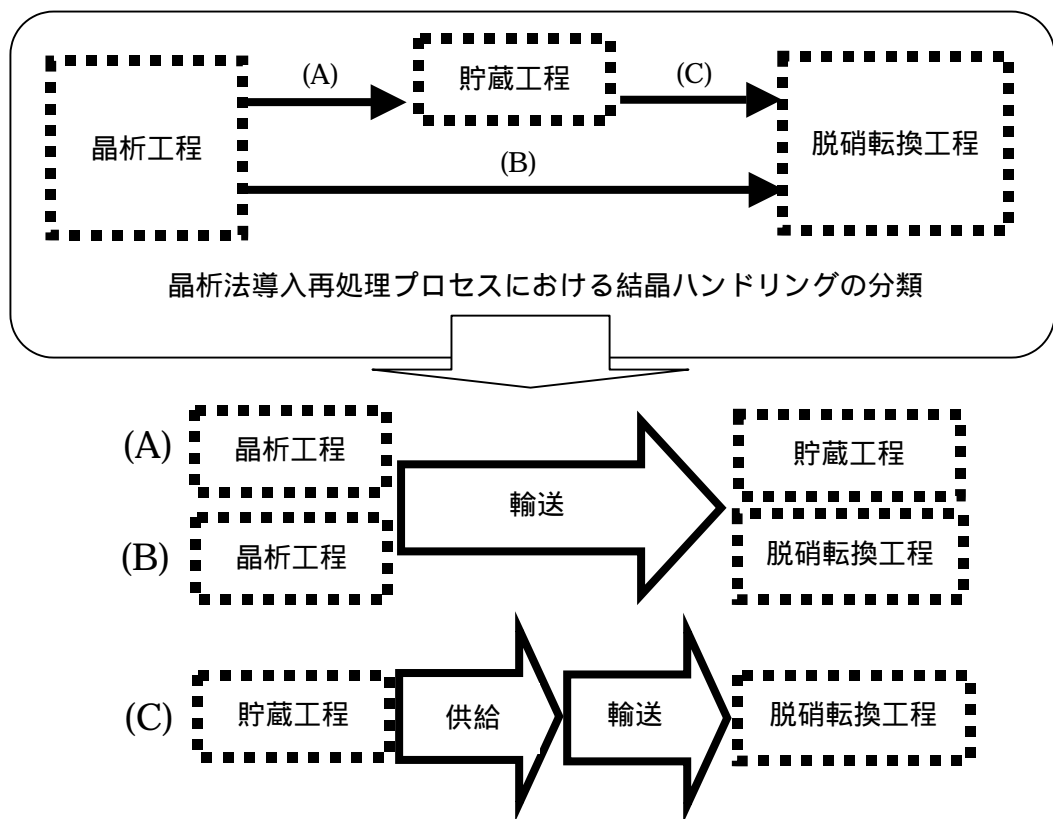 (A)
貯蔵工程
(C)
晶析工程
脱硝転換工程
(B)
晶析法導入再処理プロセスにおける結晶ハンドリングの分類
(A)
晶析工程
輸送
貯蔵工程
(B)
晶析工程
脱硝転換工程
(C)
貯蔵工程
供給
輸送
脱硝転換工程